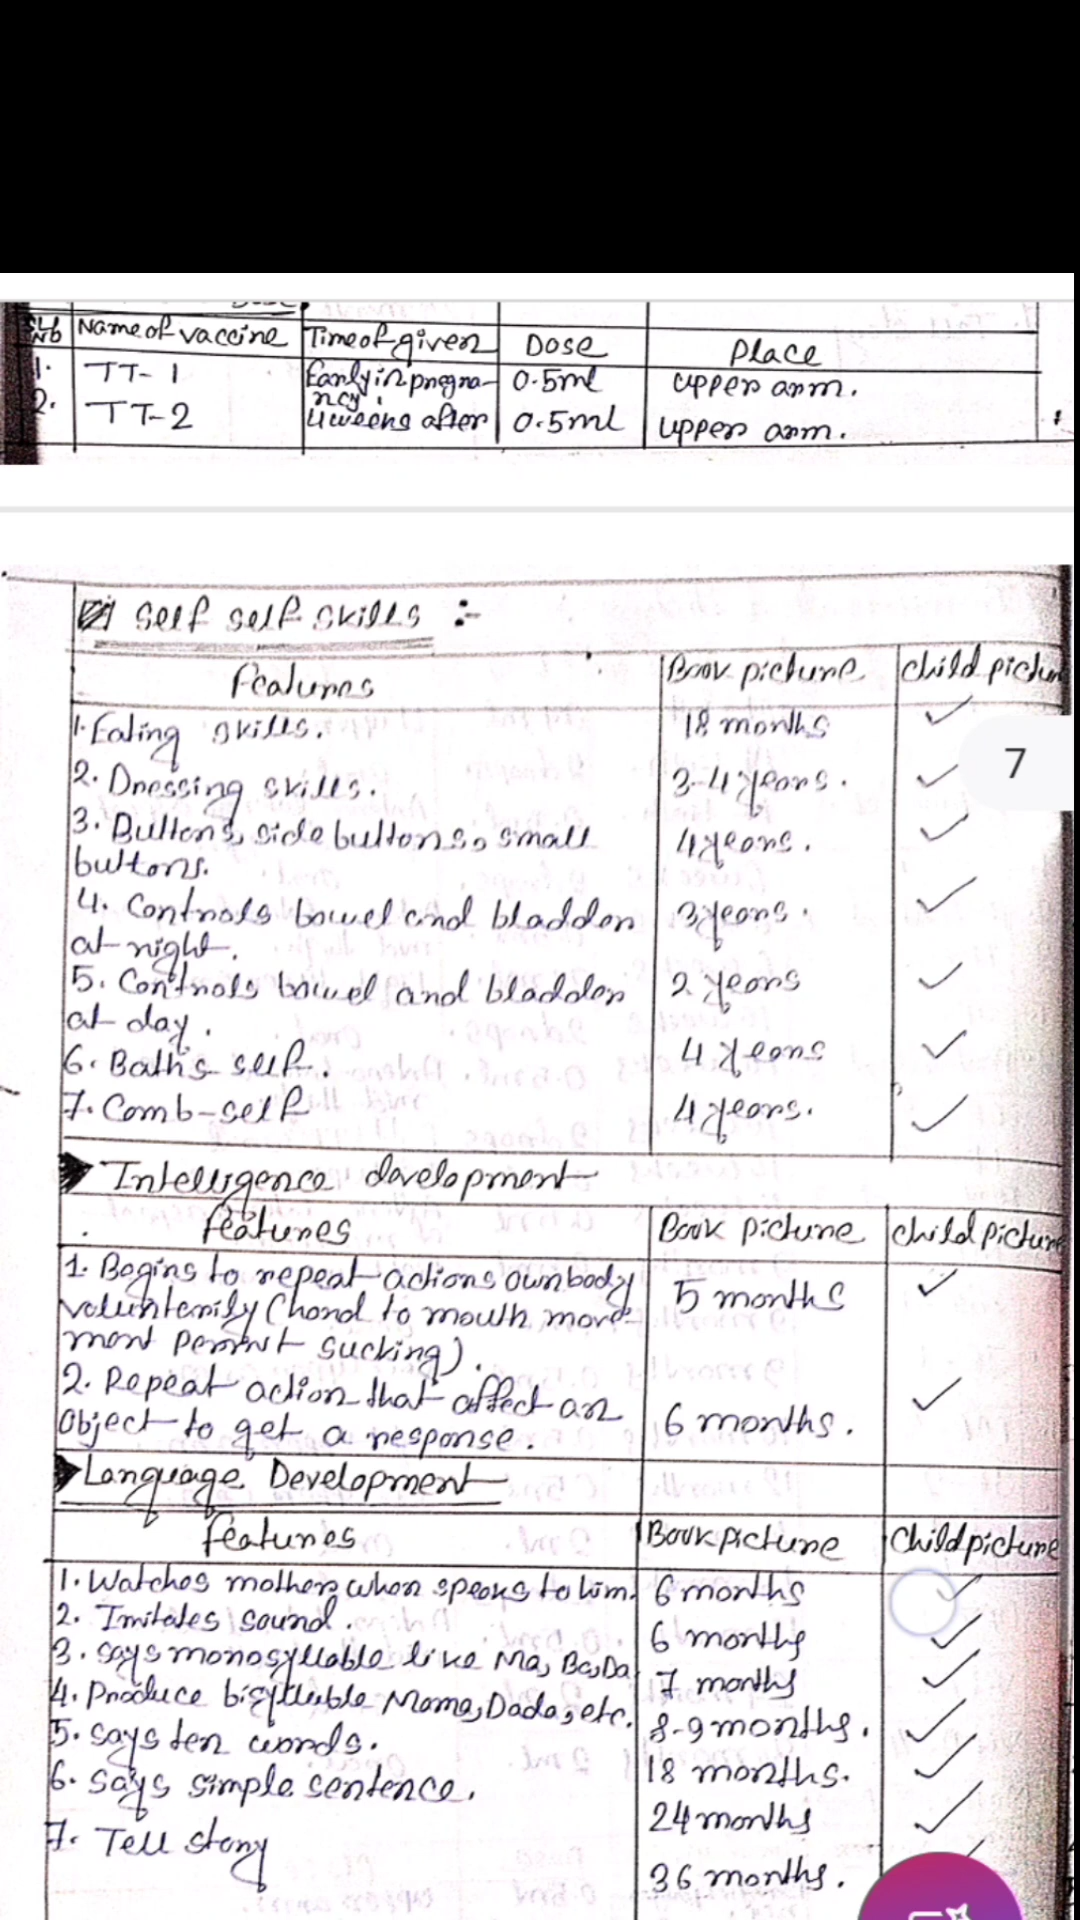 Sl. No Name of vaccine Time of given Dose Place
1. TT-1 Early in pregna- 0.5ml upper arm.
ncy.
2. TT-2 4 weeks after 0.5ml upper arm.
Self self skills :-
Features Book picture child pictur
1. Eating skills. 18 months ✓
7
2. Dressing skills. 3-4 years. ✓
3. Buttons, side buttons, small 4 years. ✓
buttons.
4. Controls bowel and bladder 3 years. ✓
at night.
5. Controls bowel and bladder 2 years ✓
at day.
6. Baths self. 4 years ✓
7. Comb-self 4 years. ✓
Intelligence development
features Book picture child picture
1. Begins to repeat actions own body 5 months ✓
voluntarily (hand to mouth move-
ment sucking).
2. Repeat action that affect an 6 months. ✓
object to get a response.
Language Development
features Book picture Child picture
1. Watches mother when speaks to him. 6 months ✓
2. Imitates sound. 6 months ✓
3. says monosyllable like Ma, Ba, Da 7 months ✓
4. Produce bisyllable Mama, Dada, etc. 8-9 months. ✓
5. says ten words. 18 months. ✓
6. says simple sentence. 24 months ✓
7. Tell story 36 months.